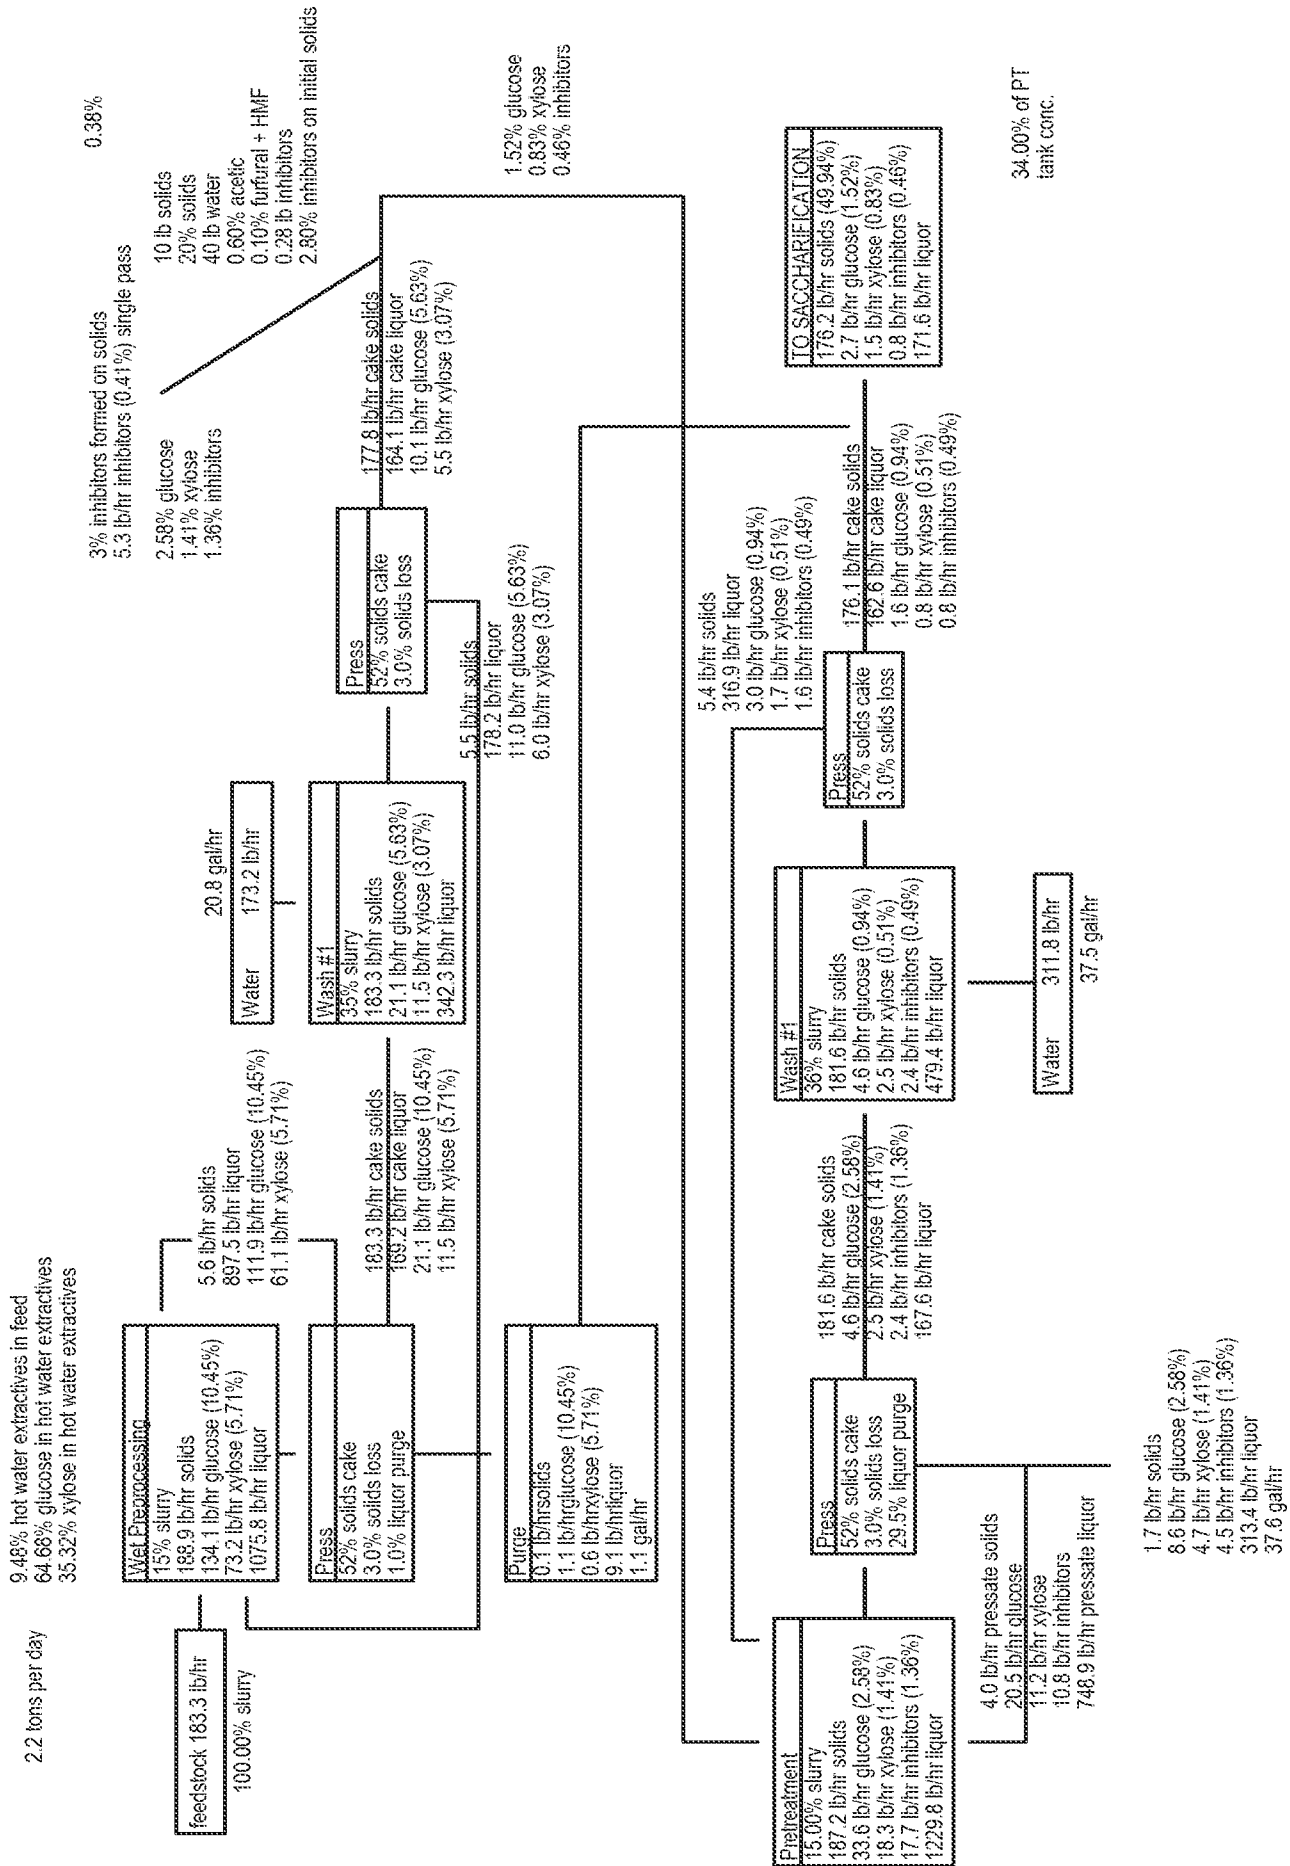 2.2 tons per day
9.48% hot water extractives in feed
64.68% glucose in hot water extractives
35.32% xylose in hot water extractives
feedstock 183.3 lb/hr
100.00% slurry
Wet Preprocessing
15% slurry
188.9 lb/hr solids
134.1 lb/hr glucose (10.45%)
73.2 lb/hr xylose (5.71%)
1075.8 lb/hr liquor
5.6 lb/hr solids
897.5 lb/hr liquor
111.9 lb/hr glucose (10.45%)
61.1 lb/hr xylose (5.71%)
Press
52% solids cake
3.0% solids loss
1.0% liquor purge
183.3 lb/hr cake solids
169.2 lb/hr cake liquor
21.1 lb/hr glucose (10.45%)
11.5 lb/hr xylose (5.71%)
Purge
0.1 lb/hrsolids
1.1 lb/hrglucose (10.45%)
0.6 lb/hrxylose (5.71%)
9.1 lb/hrliquor
1.1 gal/hr
20.8 gal/hr
Water 173.2 lb/hr
Wash #1
35% slurry
183.3 lb/hr solids
21.1 lb/hr glucose (5.63%)
11.5 lb/hr xylose (3.07%)
342.3 lb/hr liquor
Press
52% solids cake
3.0% solids loss
5.5 lb/hr solids
178.2 lb/hr liquor
11.0 lb/hr glucose (5.63%)
6.0 lb/hr xylose (3.07%)
177.8 lb/hr cake solids
164.1 lb/hr cake liquor
10.1 lb/hr glucose (5.63%)
5.5 lb/hr xylose (3.07%)
3% inhibitors formed on solids
5.3 lb/hr inhibitors (0.41%) single pass
2.58% glucose
1.41% xylose
1.36% inhibitors
0.38%
10 lb solids
20% solids
40 lb water
0.60% acetic
0.10% furfural + HMF
0.28 lb inhibitors
2.80% inhibitors on initial solids
1.52% glucose
0.83% xylose
0.46% inhibitors
Pretreatment
15.00% slurry
187.2 lb/hr solids
33.6 lb/hr glucose (2.58%)
18.3 lb/hr xylose (1.41%)
17.7 lb/hr inhibitors (1.36%)
1229.8 lb/hr liquor
4.0 lb/hr pressate solids
20.5 lb/hr glucose
11.2 lb/hr xylose
10.8 lb/hr inhibitors
748.9 lb/hr pressate liquor
Press
52% solids cake
3.0% solids loss
29.5% liquor purge
1.7 lb/hr solids
8.6 lb/hr glucose (2.58%)
4.7 lb/hr xylose (1.41%)
4.5 lb/hr inhibitors (1.36%)
313.4 lb/hr liquor
37.6 gal/hr
181.6 lb/hr cake solids
4.6 lb/hr glucose (2.58%)
2.5 lb/hr xylose (1.41%)
2.4 lb/hr inhibitors (1.36%)
167.6 lb/hr liquor
Wash #1
36% slurry
181.6 lb/hr solids
4.6 lb/hr glucose (0.94%)
2.5 lb/hr xylose (0.51%)
2.4 lb/hr inhibitors (0.49%)
479.4 lb/hr liquor
Water 311.8 lb/hr
37.5 gal/hr
5.4 lb/hr solids
316.9 lb/hr liquor
3.0 lb/hr glucose (0.94%)
1.7 lb/hr xylose (0.51%)
1.6 lb/hr inhibitors (0.49%)
Press
52% solids cake
3.0% solids loss
176.1 lb/hr cake solids
162.6 lb/hr cake liquor
1.6 lb/hr glucose (0.94%)
0.8 lb/hr xylose (0.51%)
0.8 lb/hr inhibitors (0.49%)
TO SACCHARIFICATION
176.2 lb/hr solids (49.94%)
2.7 lb/hr glucose (1.52%)
1.5 lb/hr xylose (0.83%)
0.8 lb/hr inhibitors (0.46%)
171.6 lb/hr liquor
34.00% of PT
tank conc.